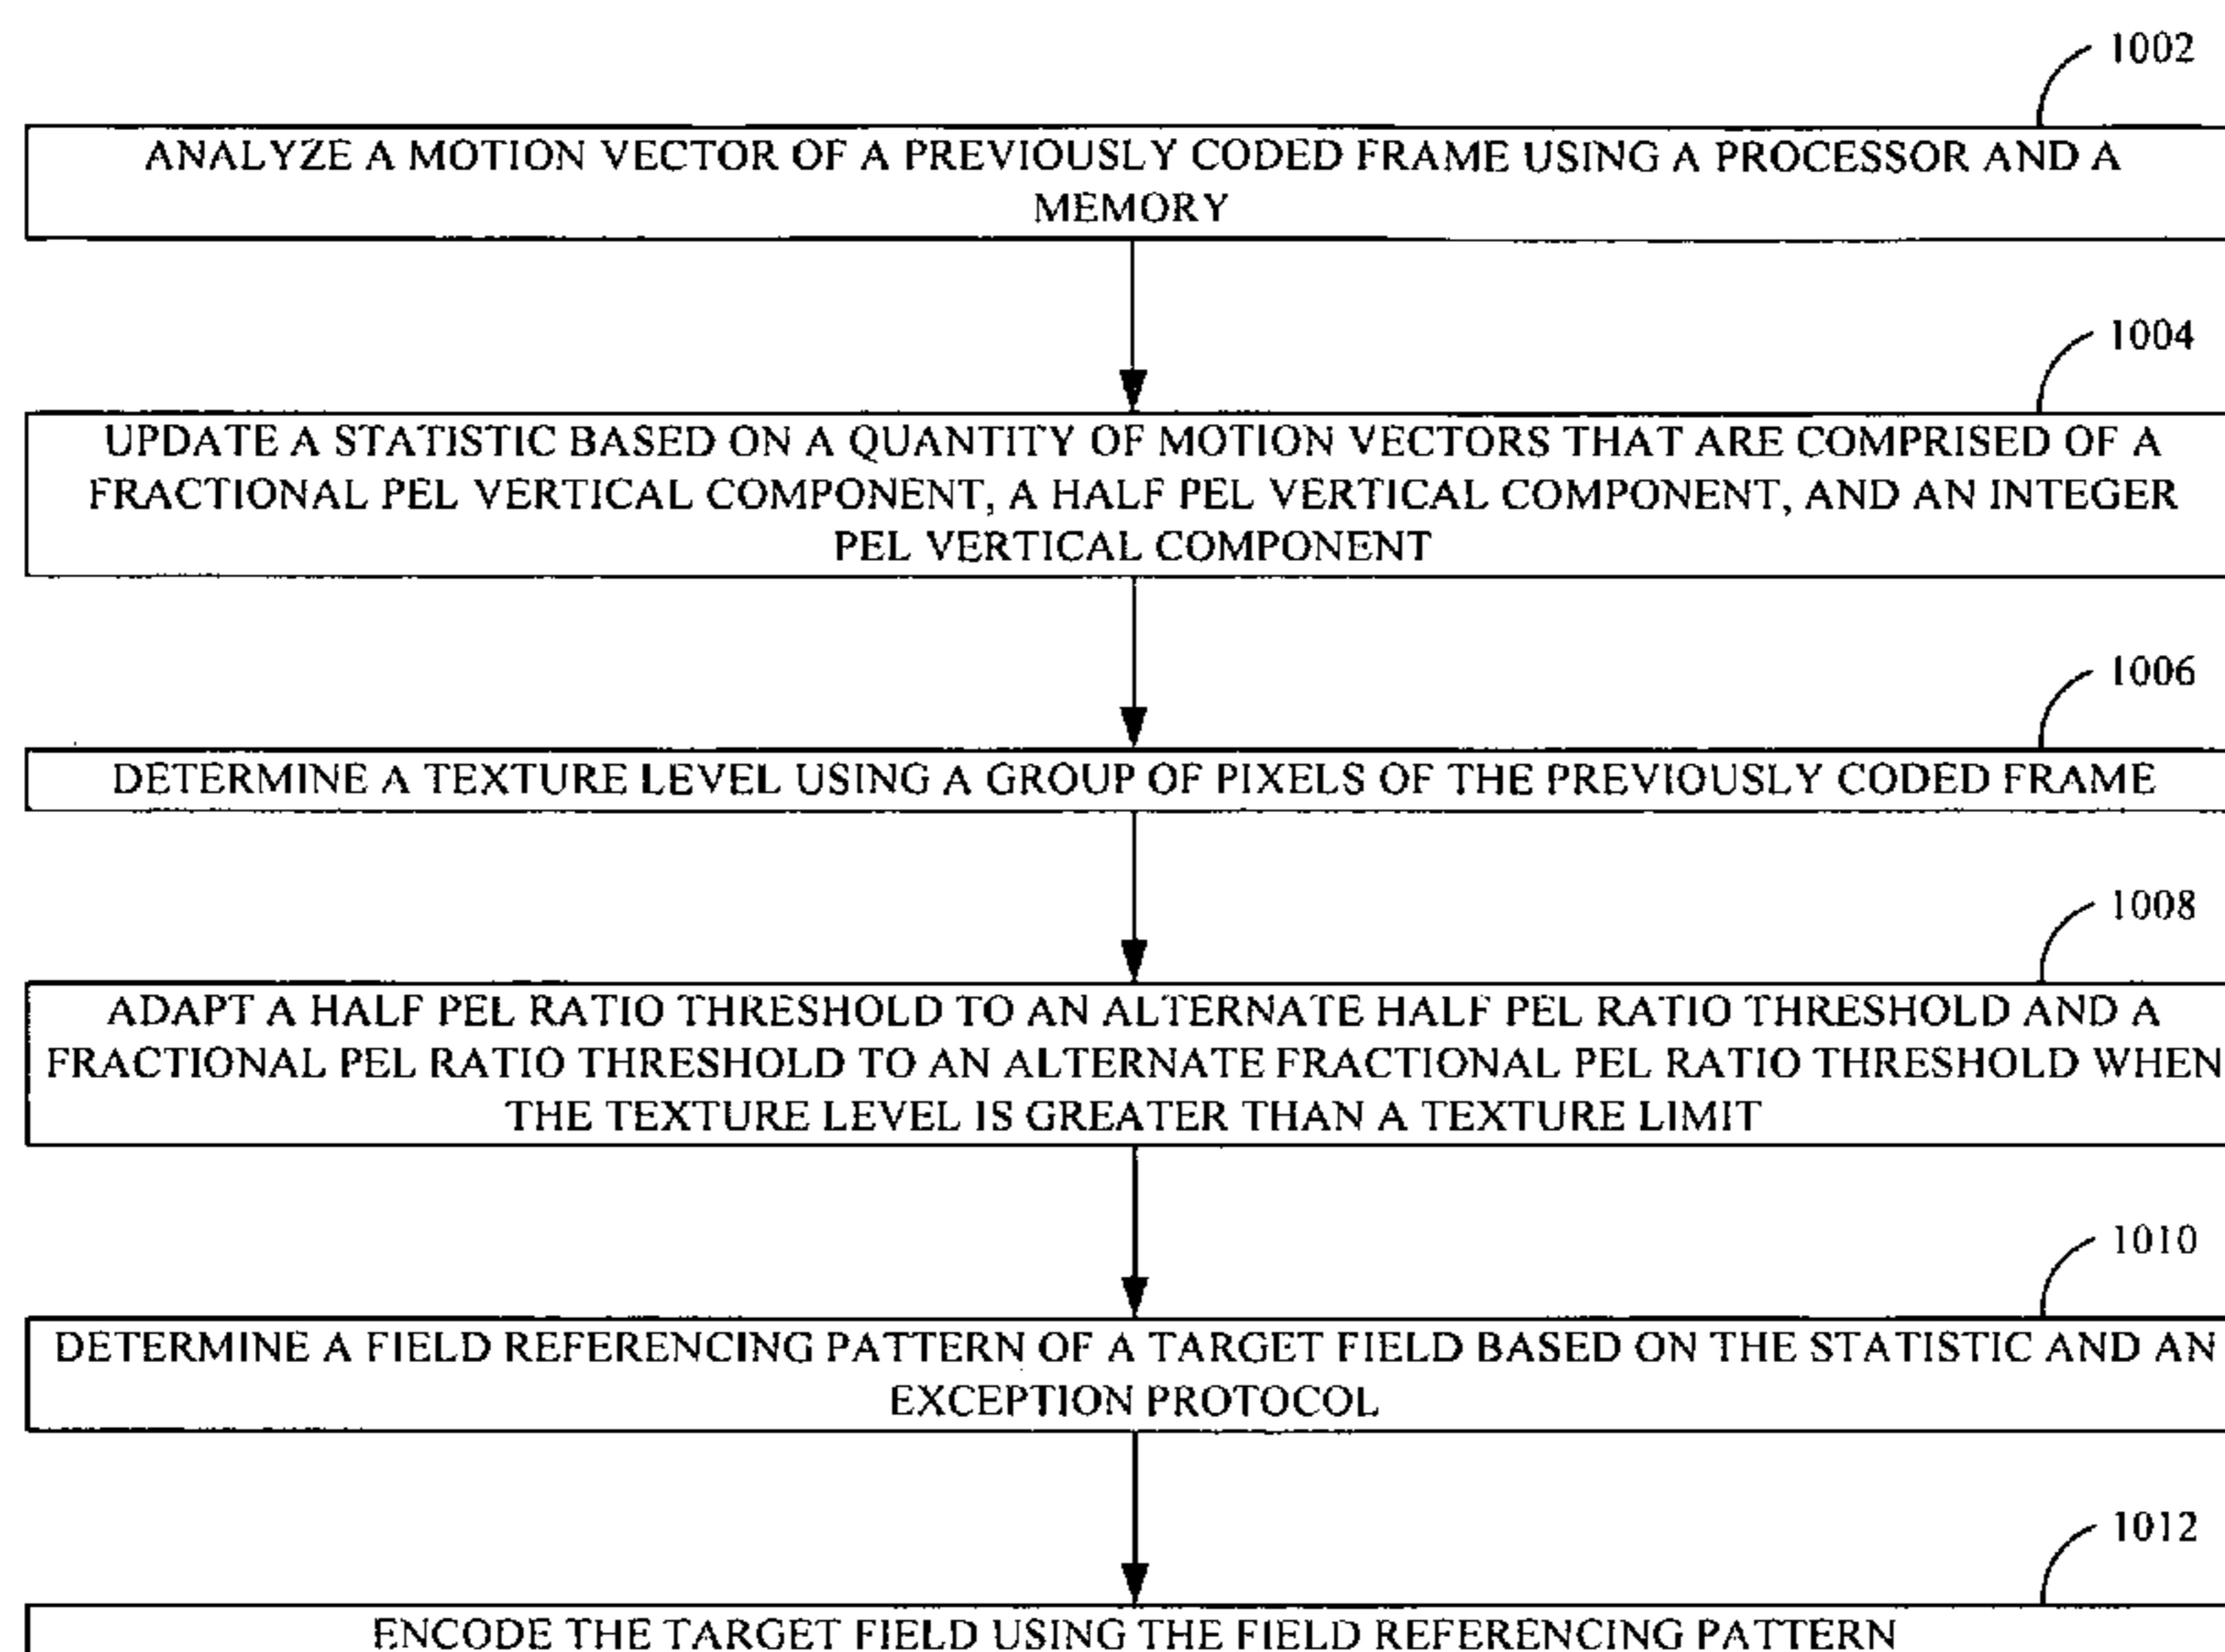 1002
ANALYZE A MOTION VECTOR OF A PREVIOUSLY CODED FRAME USING A PROCESSOR AND A
MEMORY
1004
UPDATE A STATISTIC BASED ON A QUANTITY OF MOTION VECTORS THAT ARE COMPRISED OF A
FRACTIONAL PEL VERTICAL COMPONENT, A HALF PEL VERTICAL COMPONENT, AND AN INTEGER
PEL VERTICAL COMPONENT
1006
DETERMINE A TEXTURE LEVEL USING A GROUP OF PIXELS OF THE PREVIOUSLY CODED FRAME
1008
ADAPT A HALF PEL RATIO THRESHOLD TO AN ALTERNATE HALF PEL RATIO THRESHOLD AND A
FRACTIONAL PEL RATIO THRESHOLD TO AN ALTERNATE FRACTIONAL PEL RATIO THRESHOLD WHEN
THE TEXTURE LEVEL IS GREATER THAN A TEXTURE LIMIT
1010
DETERMINE A FIELD REFERENCING PATTERN OF A TARGET FIELD BASED ON THE STATISTIC AND AN
EXCEPTION PROTOCOL
1012
ENCODE THE TARGET FIELD USING THE FIELD REFERENCING PATTERN